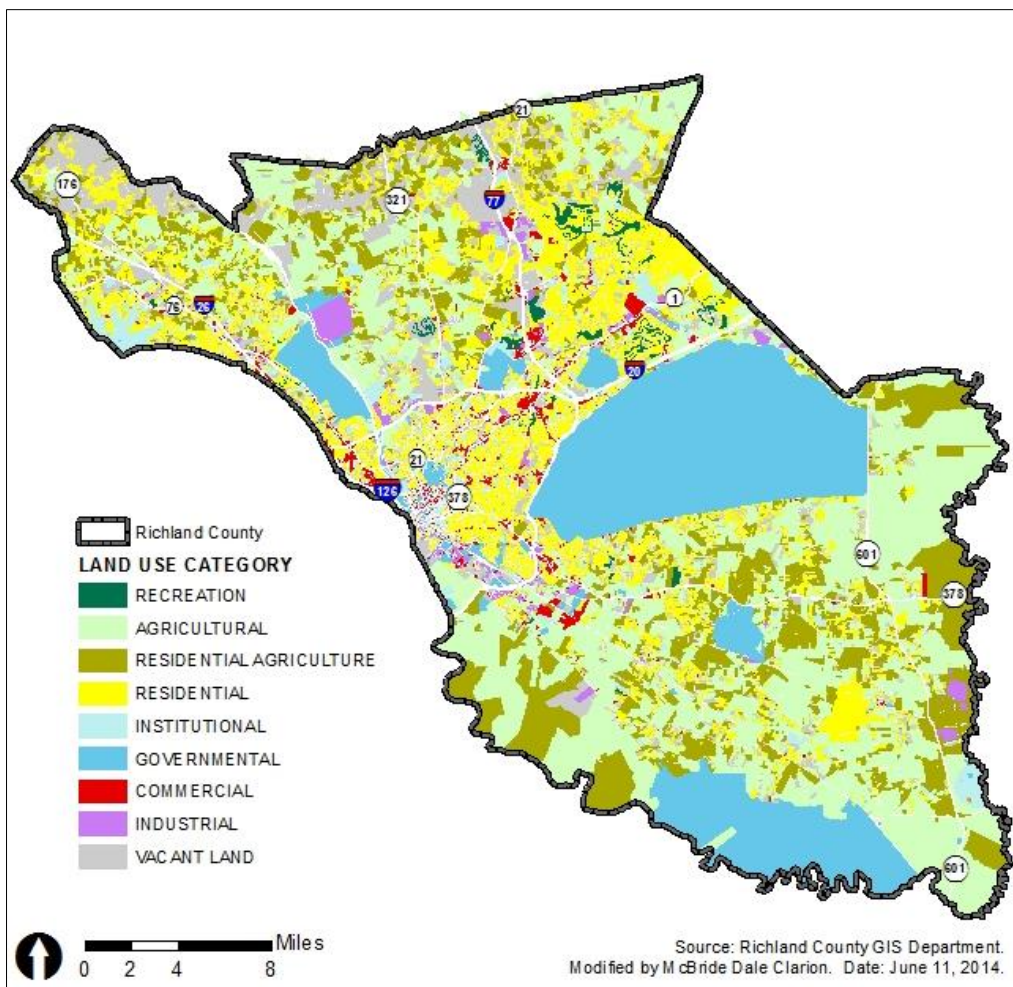 21
176
321
77
1
76
26
20
21
378
126
601
378
601
Richland County
LAND USE CATEGORY
RECREATION
AGRICULTURAL
RESIDENTIAL AGRICULTURE
RESIDENTIAL
INSTITUTIONAL
GOVERNMENTAL
COMMERCIAL
INDUSTRIAL
VACANT LAND
Miles
0 2 4 8
Source: Richland County GIS Department.
Modified by McBride Dale Clarion. Date: June 11, 2014.